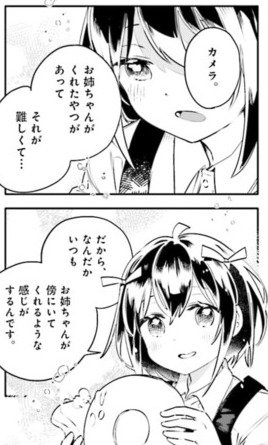 カメラ。
お姉ちゃんが
くれたやつが
あって
それが
難しくて…
だから、
なんだか
いつも
お姉ちゃんが
傍にいて
くれるような
感じが
するんです。